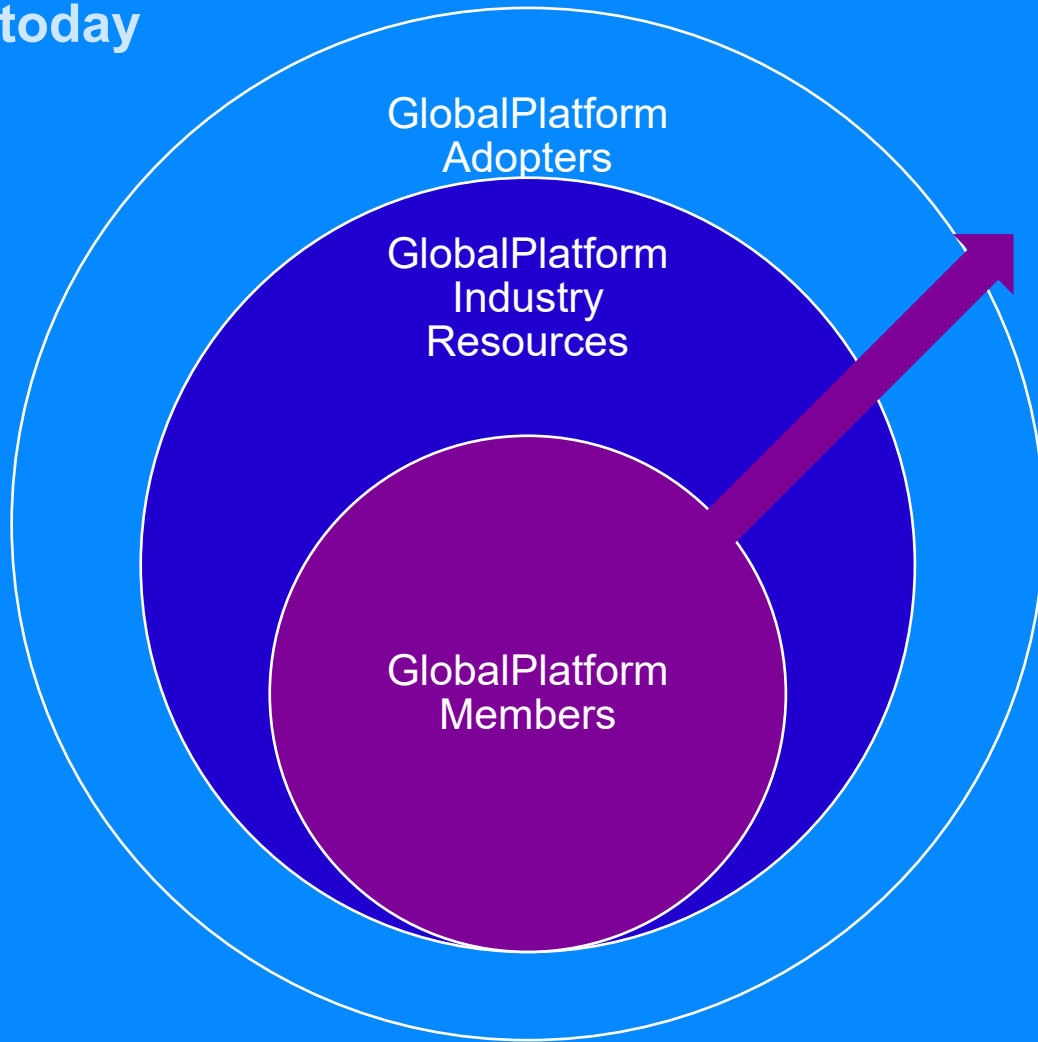 today
GlobalPlatform
Adopters
GlobalPlatform
Industry
Resources
GlobalPlatform
Members